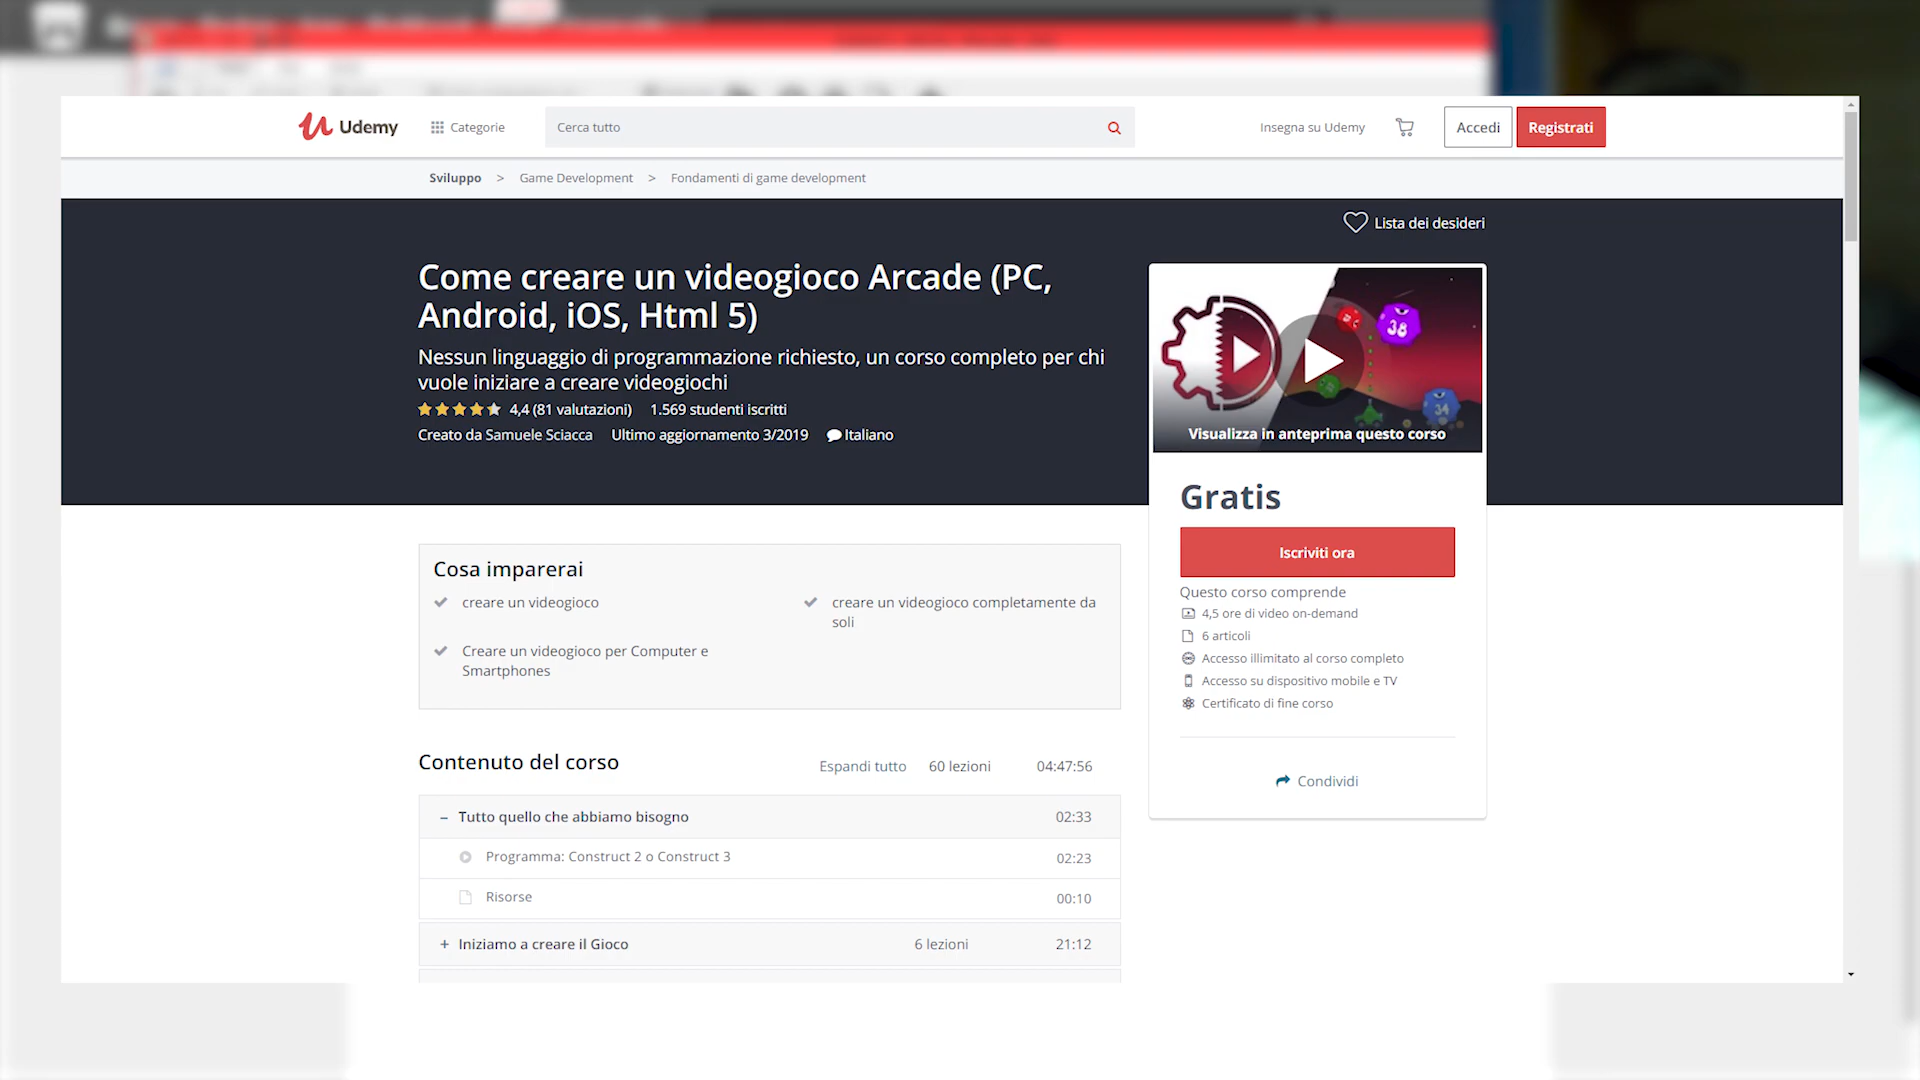 Udemy
Categorie
Cerca tutto
Insegna su Udemy
Accedi
Registrati
Sviluppo > Game Development > Fondamenti di game development
Lista dei desideri
Come creare un videogioco Arcade (PC,
Android, iOS, Html 5)
Nessun linguaggio di programmazione richiesto, un corso completo per chi
vuole iniziare a creare videogiochi
4,4 (81 valutazioni) 1.569 studenti iscritti
Creato da Samuele Sciacca Ultimo aggiornamento 3/2019 Italiano
38
34
Visualizza in anteprima questo corso
Gratis
Iscriviti ora
Questo corso comprende
4,5 ore di video on-demand
6 articoli
Accesso illimitato al corso completo
Accesso su dispositivo mobile e TV
Certificato di fine corso
Condividi
Cosa imparerai
creare un videogioco
creare un videogioco completamente da
soli
Creare un videogioco per Computer e
Smartphones
Contenuto del corso
Espandi tutto 60 lezioni 04:47:56
– Tutto quello che abbiamo bisogno 02:33
Programma: Construct 2 o Construct 3 02:23
Risorse 00:10
+ Iniziamo a creare il Gioco 6 lezioni 21:12